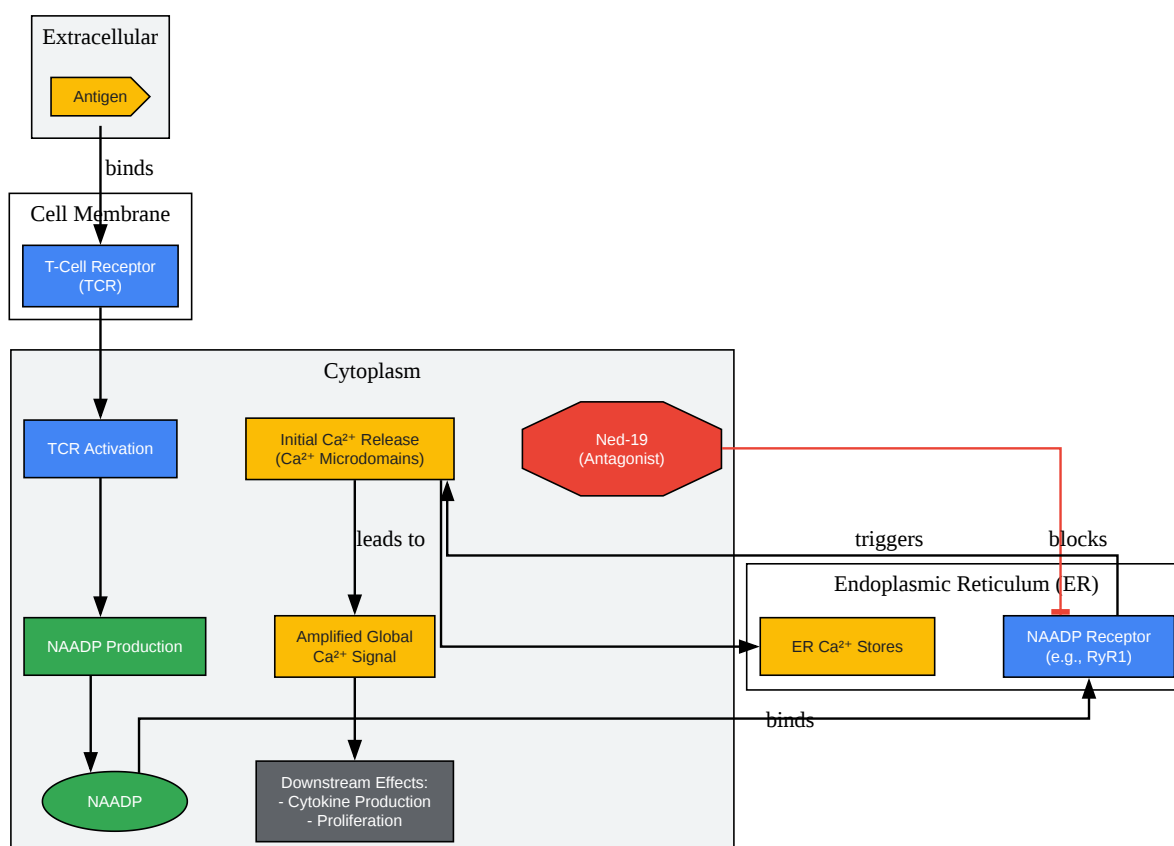 Extracellular
Antigen
binds
Cell Membrane
T-Cell Receptor
(TCR)
Cytoplasm
TCR Activation
Initial Ca²⁺ Release
(Ca²⁺ Microdomains)
Ned-19
(Antagonist)
leads to
triggers
blocks
Endoplasmic Reticulum (ER)
NAADP Production
Amplified Global
Ca²⁺ Signal
ER Ca²⁺ Stores
NAADP Receptor
(e.g., RyR1)
binds
NAADP
Downstream Effects:
- Cytokine Production
- Proliferation